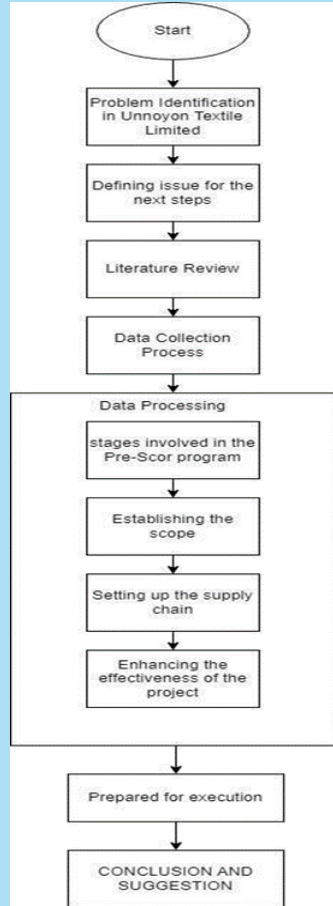 Start
Problem Identification
in Unnoyon Textile
Limited
Defining issue for the
next steps
Literature Review
Data Collection
Process
Data Processing
stages involved in the
Pre-Scor program
Establishing the
scope
Setting up the supply
chain
Enhancing the
effectiveness of the
project
Prepared for execution
CONCLUSION AND
SUGGESTION